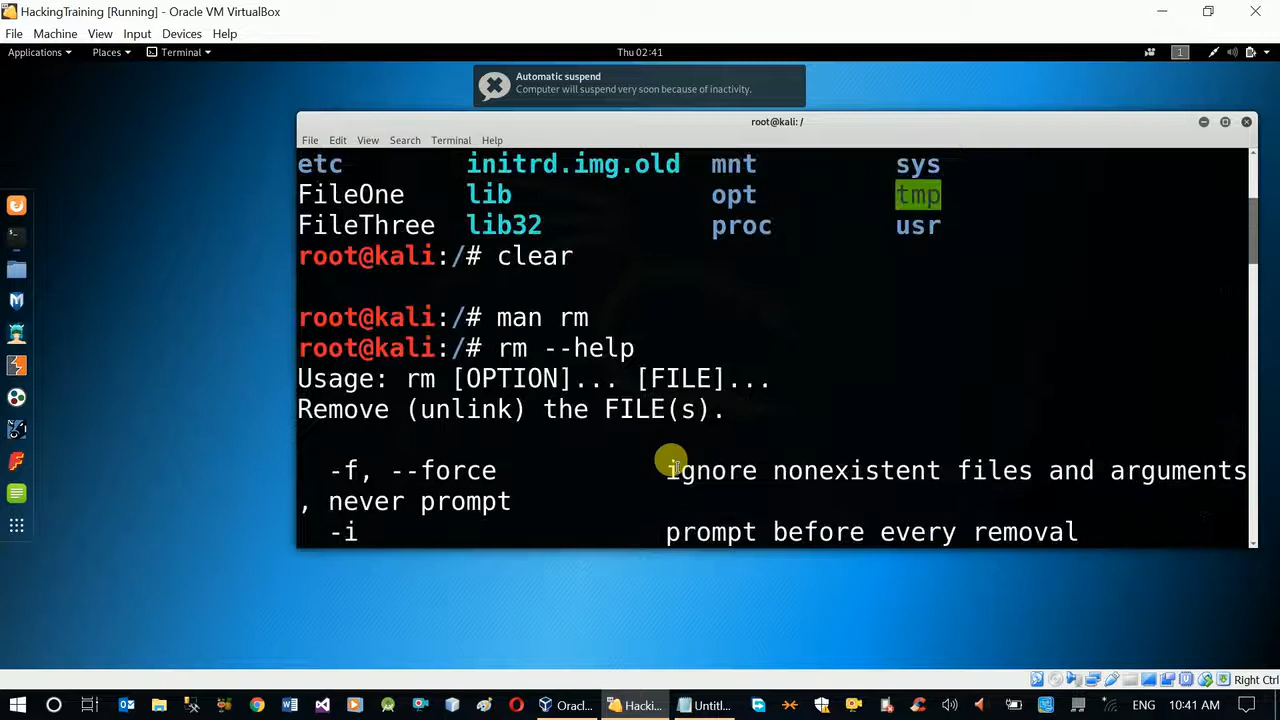 HackingTraining [Running] - Oracle VM VirtualBox
File Machine View Input Devices Help
Applications Places Terminal Thu 02:41 1
Automatic suspend
Computer will suspend very soon because of inactivity.
root@kali: /
File Edit View Search Terminal Help
etc initrd.img.old mnt sys
FileOne lib opt tmp
FileThree lib32 proc usr
root@kali:/# clear
root@kali:/# man rm
root@kali:/# rm --help
Usage: rm [OPTION]... [FILE]...
Remove (unlink) the FILE(s).
-f, --force ignore nonexistent files and arguments
, never prompt
-i prompt before every removal
Right Ctrl
Oracl... Hacki... Untitl... ENG 10:41 AM